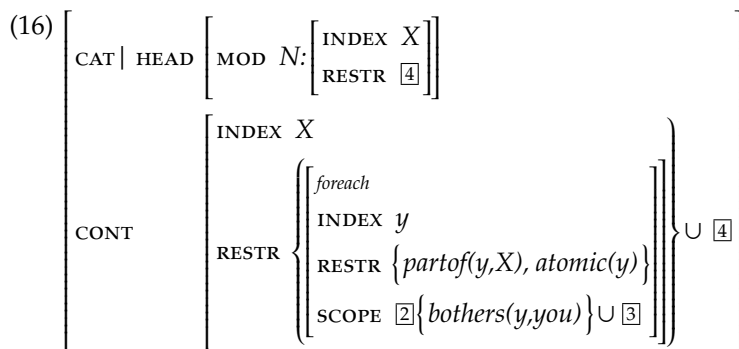 (16)
CAT | HEAD [MOD N: [INDEX X
RESTR [4]]]
INDEX X
foreach
INDEX y
CONT RESTR { RESTR {partof(y,X), atomic(y)} } ∪ [4]
SCOPE [2]{bothers(y,you)} ∪ [3]